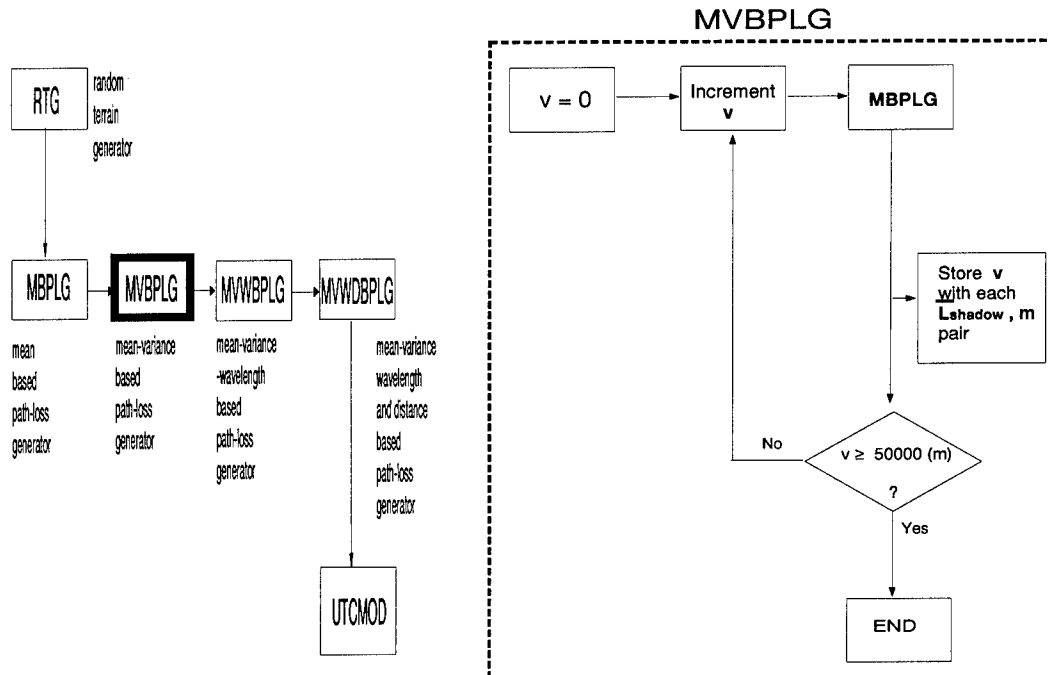 MVBPLG
RTG
random
terrain
generator
MBPLG
MVBPLG
MVWBPLG
MVWDBPLG
mean
based
path-loss
generator
mean-variance
based
path-loss
generator
mean-variance
-wavelength
based
path-loss
generator
mean-variance
wavelength
and distance
based
path-loss
generator
UTCMOD
v = 0
Increment
v
MBPLG
Store v
with each
L̅shadow , m
pair
No
v ≥ 50000 (m)
?
Yes
END